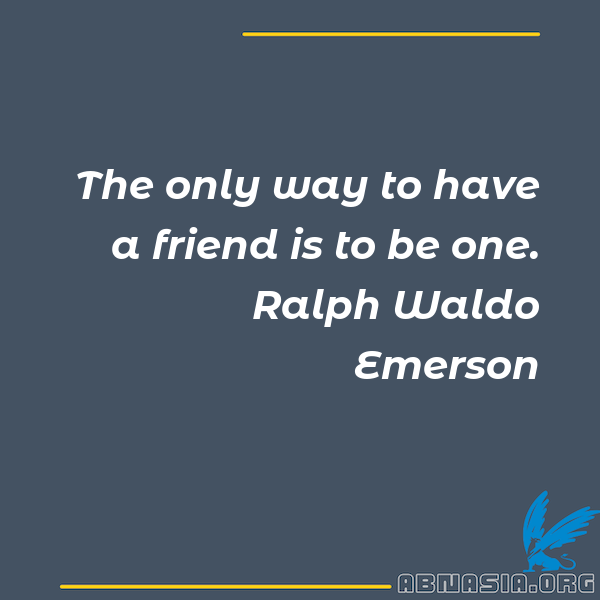 The only way to have
a friend is to be one.
Ralph Waldo
Emerson
ABNASIA.ORG